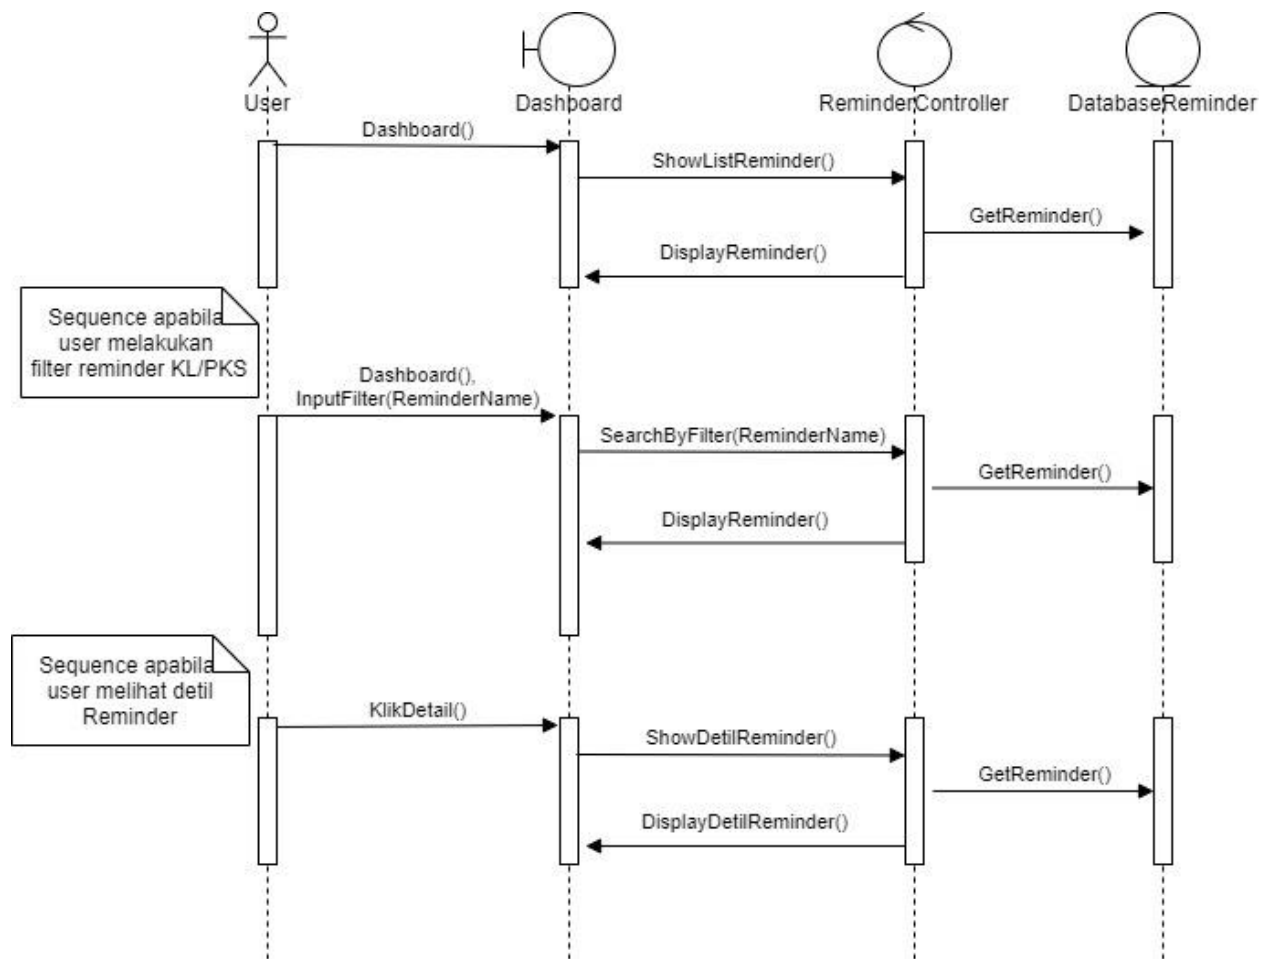 User
Dashboard
ReminderController
DatabaseReminder
Dashboard()
ShowListReminder()
GetReminder()
DisplayReminder()
Sequence apabila
user melakukan
filter reminder KL/PKS
Dashboard(),
InputFilter(ReminderName)
SearchByFilter(ReminderName)
GetReminder()
DisplayReminder()
Sequence apabila
user melihat detil
Reminder
KlikDetail()
ShowDetilReminder()
GetReminder()
DisplayDetilReminder()